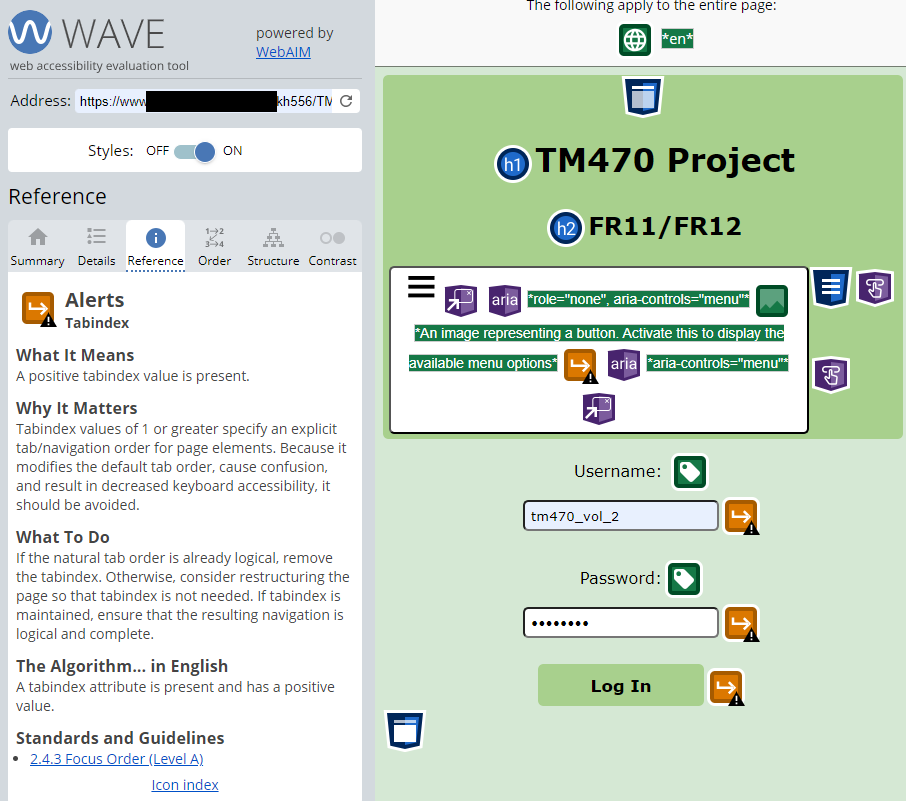 WAVE
web accessibility evaluation tool
powered by
WebAIM
Address: https://www kh556/TM
Styles: OFF ON
Reference
Summary Details Reference Order Structure Contrast
1→2
3→4
Alerts
Tabindex
What It Means
A positive tabindex value is present.
Why It Matters
Tabindex values of 1 or greater specify an explicit
tab/navigation order for page elements. Because it
modifies the default tab order, cause confusion,
and result in decreased keyboard accessibility, it
should be avoided.
What To Do
If the natural tab order is already logical, remove
the tabindex. Otherwise, consider restructuring the
page so that tabindex is not needed. If tabindex is
maintained, ensure that the resulting navigation is
logical and complete.
The Algorithm... in English
A tabindex attribute is present and has a positive
value.
Standards and Guidelines
• 2.4.3 Focus Order (Level A)
Icon index
The following apply to the entire page:
*en*
h1 TM470 Project
h2 FR11/FR12
aria *role="none", aria-controls="menu"*
*An image representing a button. Activate this to display the
available menu options* aria *aria-controls="menu"*
Username:
tm470_vol_2
Password:
••••••••
Log In